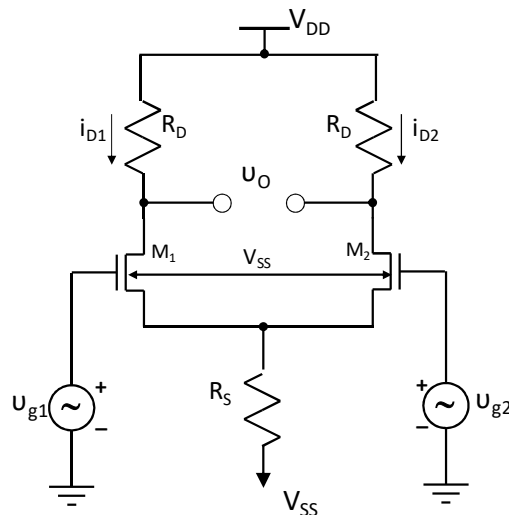 V_DD
i_D1 R_D R_D i_D2
υ_O
M_1 V_SS M_2
υ_g1 + ~ − R_S + ~ − υ_g2
V_SS